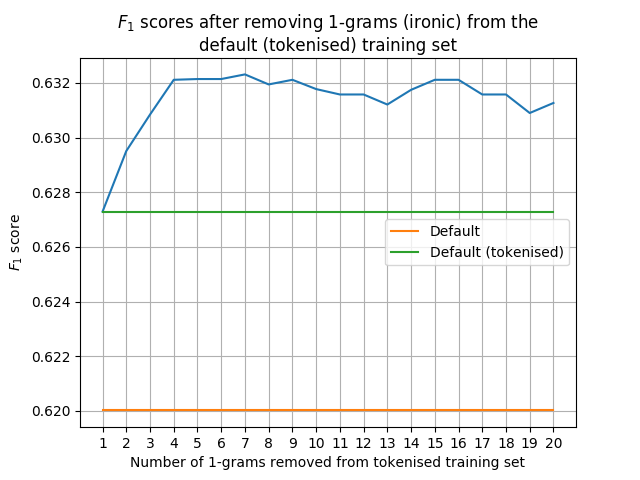 F1 scores after removing 1-grams (ironic) from the
default (tokenised) training set
0.632
0.630
0.628
0.626
0.624
0.622
0.620
F1 score
Default
Default (tokenised)
1 2 3 4 5 6 7 8 9 10 11 12 13 14 15 16 17 18 19 20
Number of 1-grams removed from tokenised training set